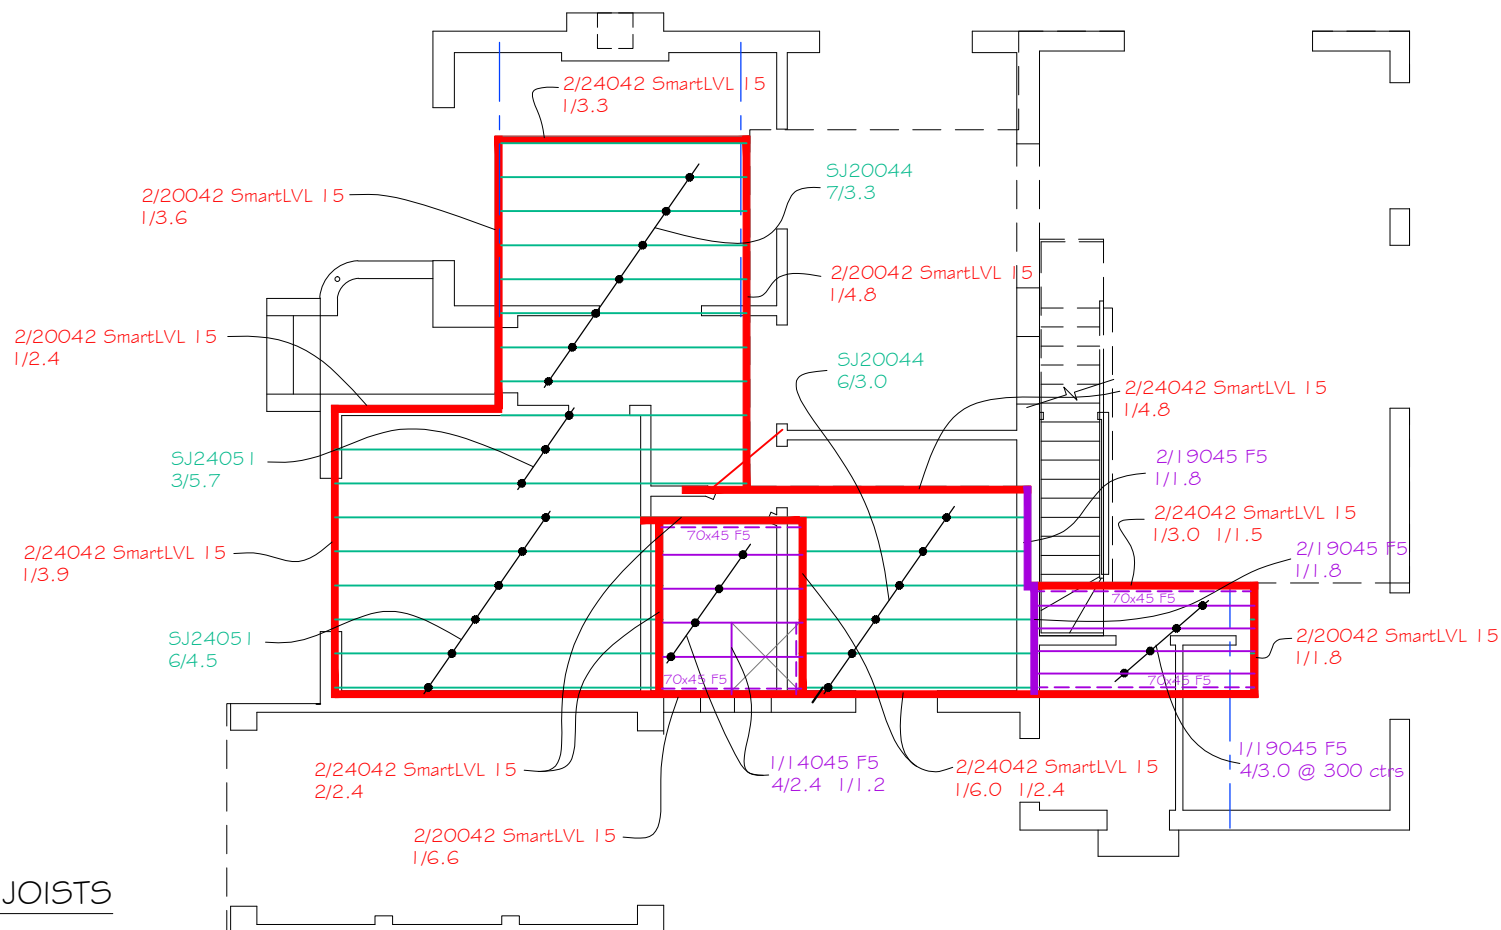 2/24042 SmartLVL 15
1/3.3
SJ20044
7/3.3
2/20042 SmartLVL 15
1/3.6
2/20042 SmartLVL 15
1/4.8
2/20042 SmartLVL 15
1/2.4
SJ20044
6/3.0
2/24042 SmartLVL 15
1/4.8
SJ24051
3/5.7
2/19045 F5
1/1.8
2/24042 SmartLVL 15
1/3.0 1/1.5
70x45 F5
2/24042 SmartLVL 15
1/3.9
2/19045 F5
1/1.8
70x45 F5
SJ24051
6/4.5
2/20042 SmartLVL 15
1/1.8
70x45 F5
70x45 F5
2/24042 SmartLVL 15
2/2.4
1/14045 F5
4/2.4 1/1.2
2/24042 SmartLVL 15
1/6.0 1/2.4
1/19045 F5
4/3.0 @ 300 ctrs
2/20042 SmartLVL 15
1/6.6
JOISTS